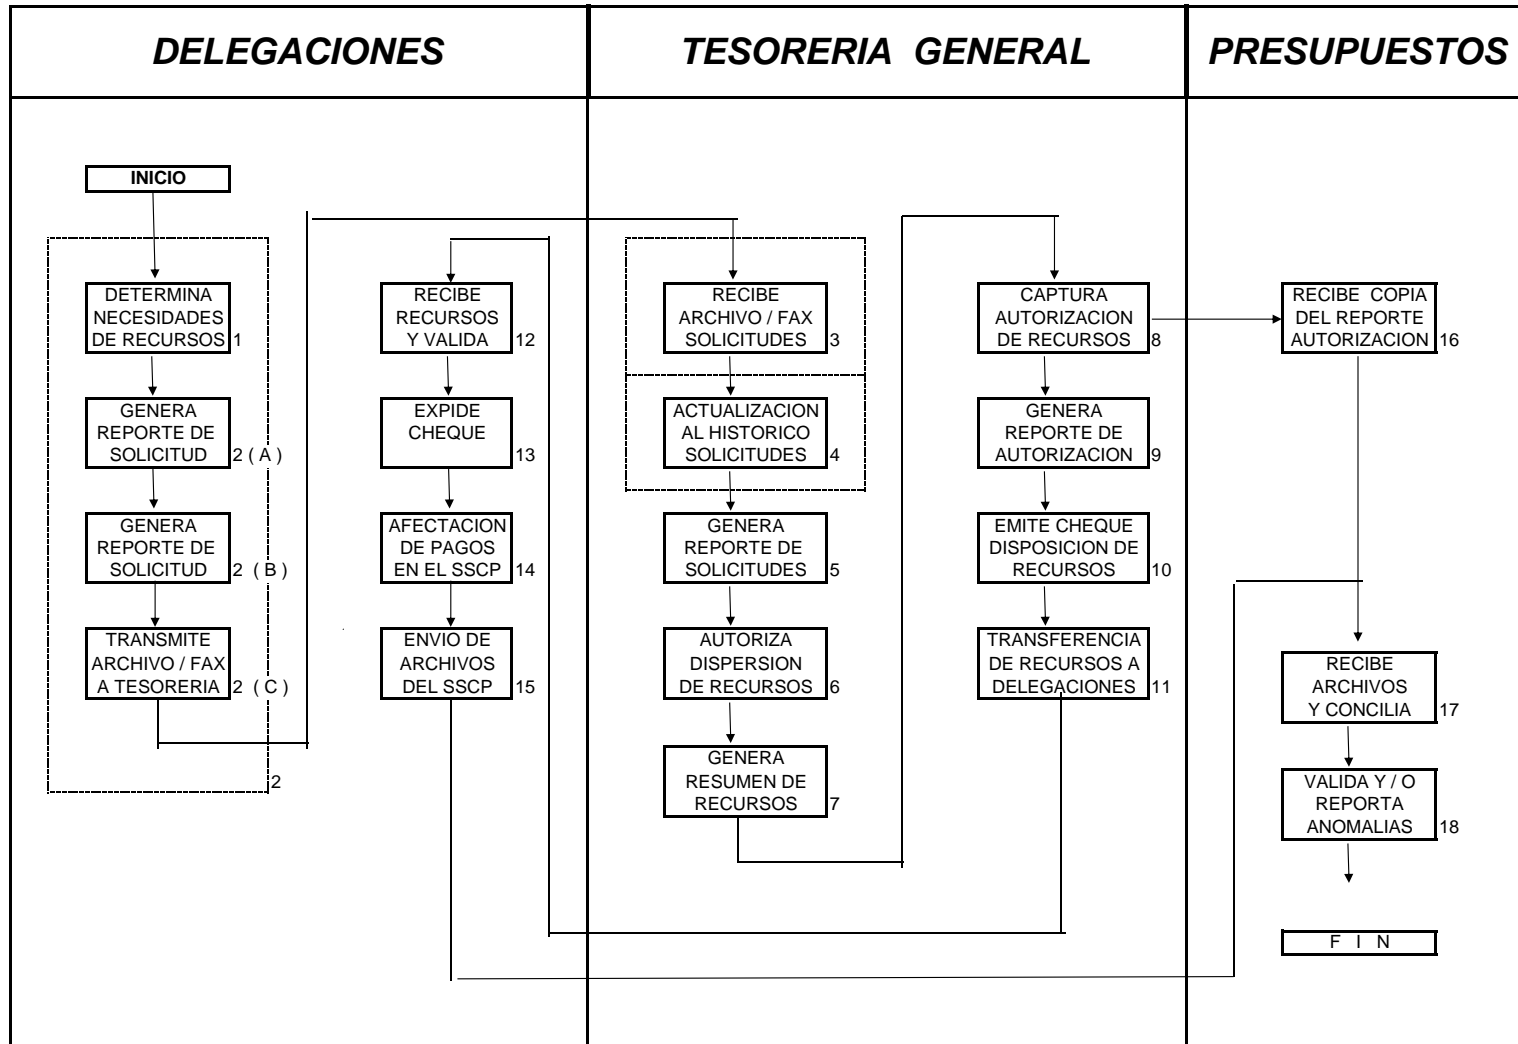 DELEGACIONES
TESORERIA GENERAL
PRESUPUESTOS
INICIO
DETERMINA
NECESIDADES
DE RECURSOS 1
GENERA
REPORTE DE
SOLICITUD 2 ( A )
GENERA
REPORTE DE
SOLICITUD 2 ( B )
TRANSMITE
ARCHIVO / FAX
A TESORERIA 2 ( C )
2
RECIBE
RECURSOS
Y VALIDA 12
EXPIDE
CHEQUE
13
AFECTACION
DE PAGOS
EN EL SSCP 14
ENVIO DE
ARCHIVOS
DEL SSCP 15
RECIBE
ARCHIVO / FAX
SOLICITUDES 3
ACTUALIZACION
AL HISTORICO
SOLICITUDES 4
GENERA
REPORTE DE
SOLICITUDES 5
AUTORIZA
DISPERSION
DE RECURSOS 6
GENERA
RESUMEN DE
RECURSOS 7
CAPTURA
AUTORIZACION
DE RECURSOS 8
GENERA
REPORTE DE
AUTORIZACION 9
EMITE CHEQUE
DISPOSICION DE
RECURSOS 10
TRANSFERENCIA
DE RECURSOS A
DELEGACIONES 11
RECIBE COPIA
DEL REPORTE
AUTORIZACION 16
RECIBE
ARCHIVOS
Y CONCILIA 17
VALIDA Y / O
REPORTA
ANOMALIAS 18
F I N